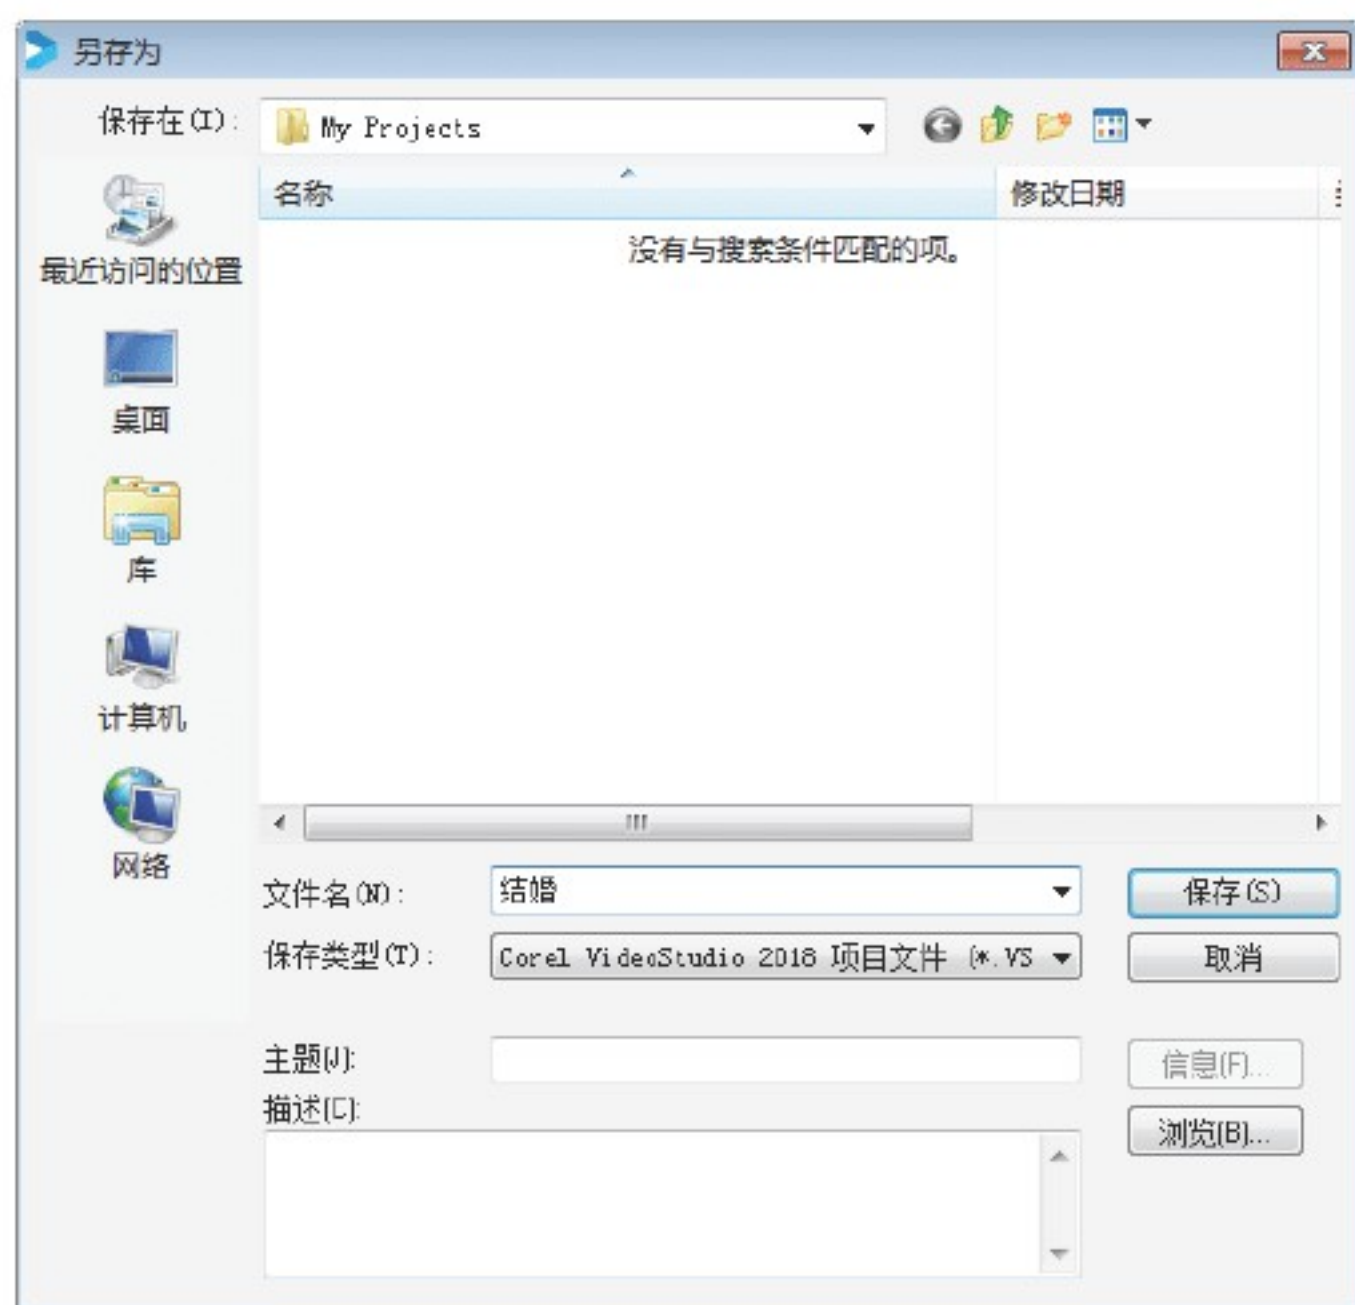 另存为
保存在(I):
My Projects
名称
修改日期
没有与搜索条件匹配的项。
最近访问的位置
桌面
库
计算机
网络
文件名(N):
结婚
保存(S)
保存类型(T):
Corel VideoStudio 2018 项目文件 (*.VS
取消
主题(J):
信息(F)...
描述(D):
浏览(B)...